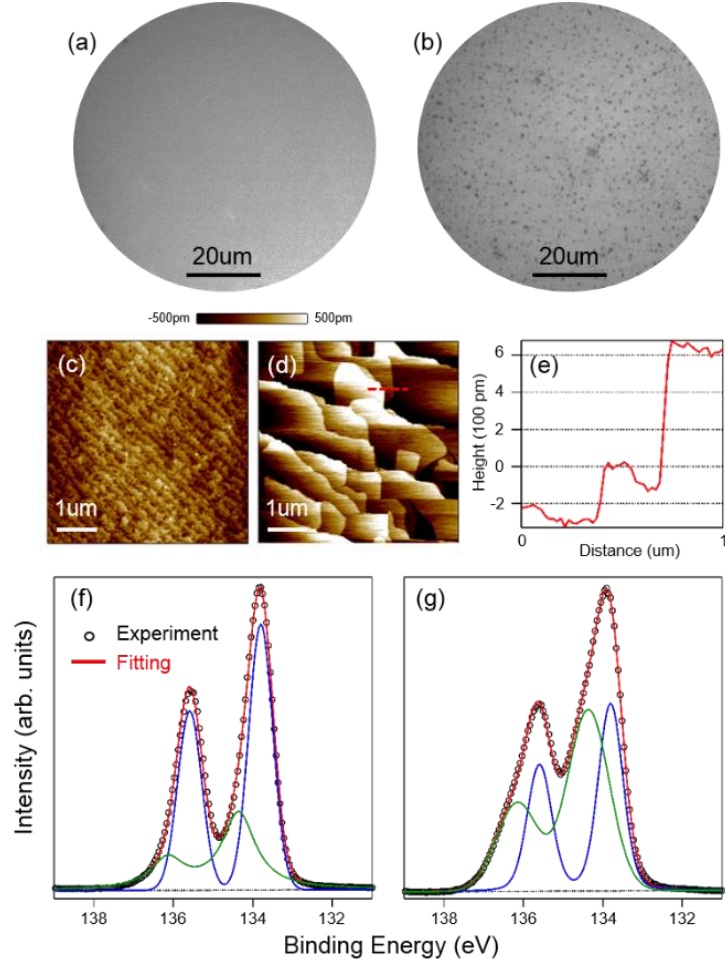 (a)
(b)
20um
20um
-500pm 500pm
(c)
(d)
(e)
1um
1um
Height (100 pm)
6
4
2
0
-2
0
1
Distance (um)
(f)
(g)
Experiment
Fitting
Intensity (arb. units)
138 136 134 132
138 136 134 132
Binding Energy (eV)